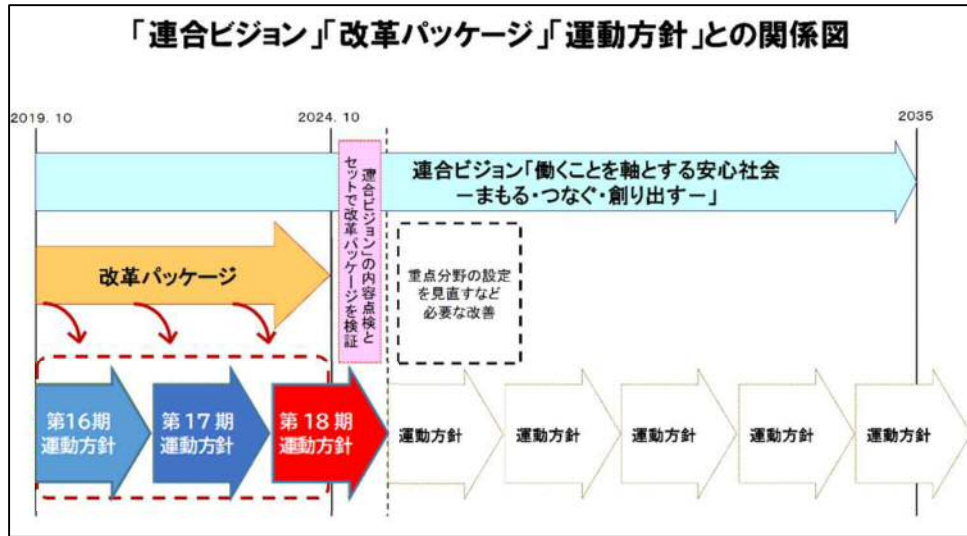 「連合ビジョン」「改革パッケージ」「運動方針」との関係図
2019. 10
2024. 10
2035
連合ビジョン「働くことを軸とする安心社会
ーまもる・つなぐ・創り出すー」
連合ビジョン」の内容点検と
セットで改革パッケージを検証
改革パッケージ
重点分野の設定
を見直すなど
必要な改善
第16期
運動方針
第17期
運動方針
第18期
運動方針
運動方針
運動方針
運動方針
運動方針
運動方針